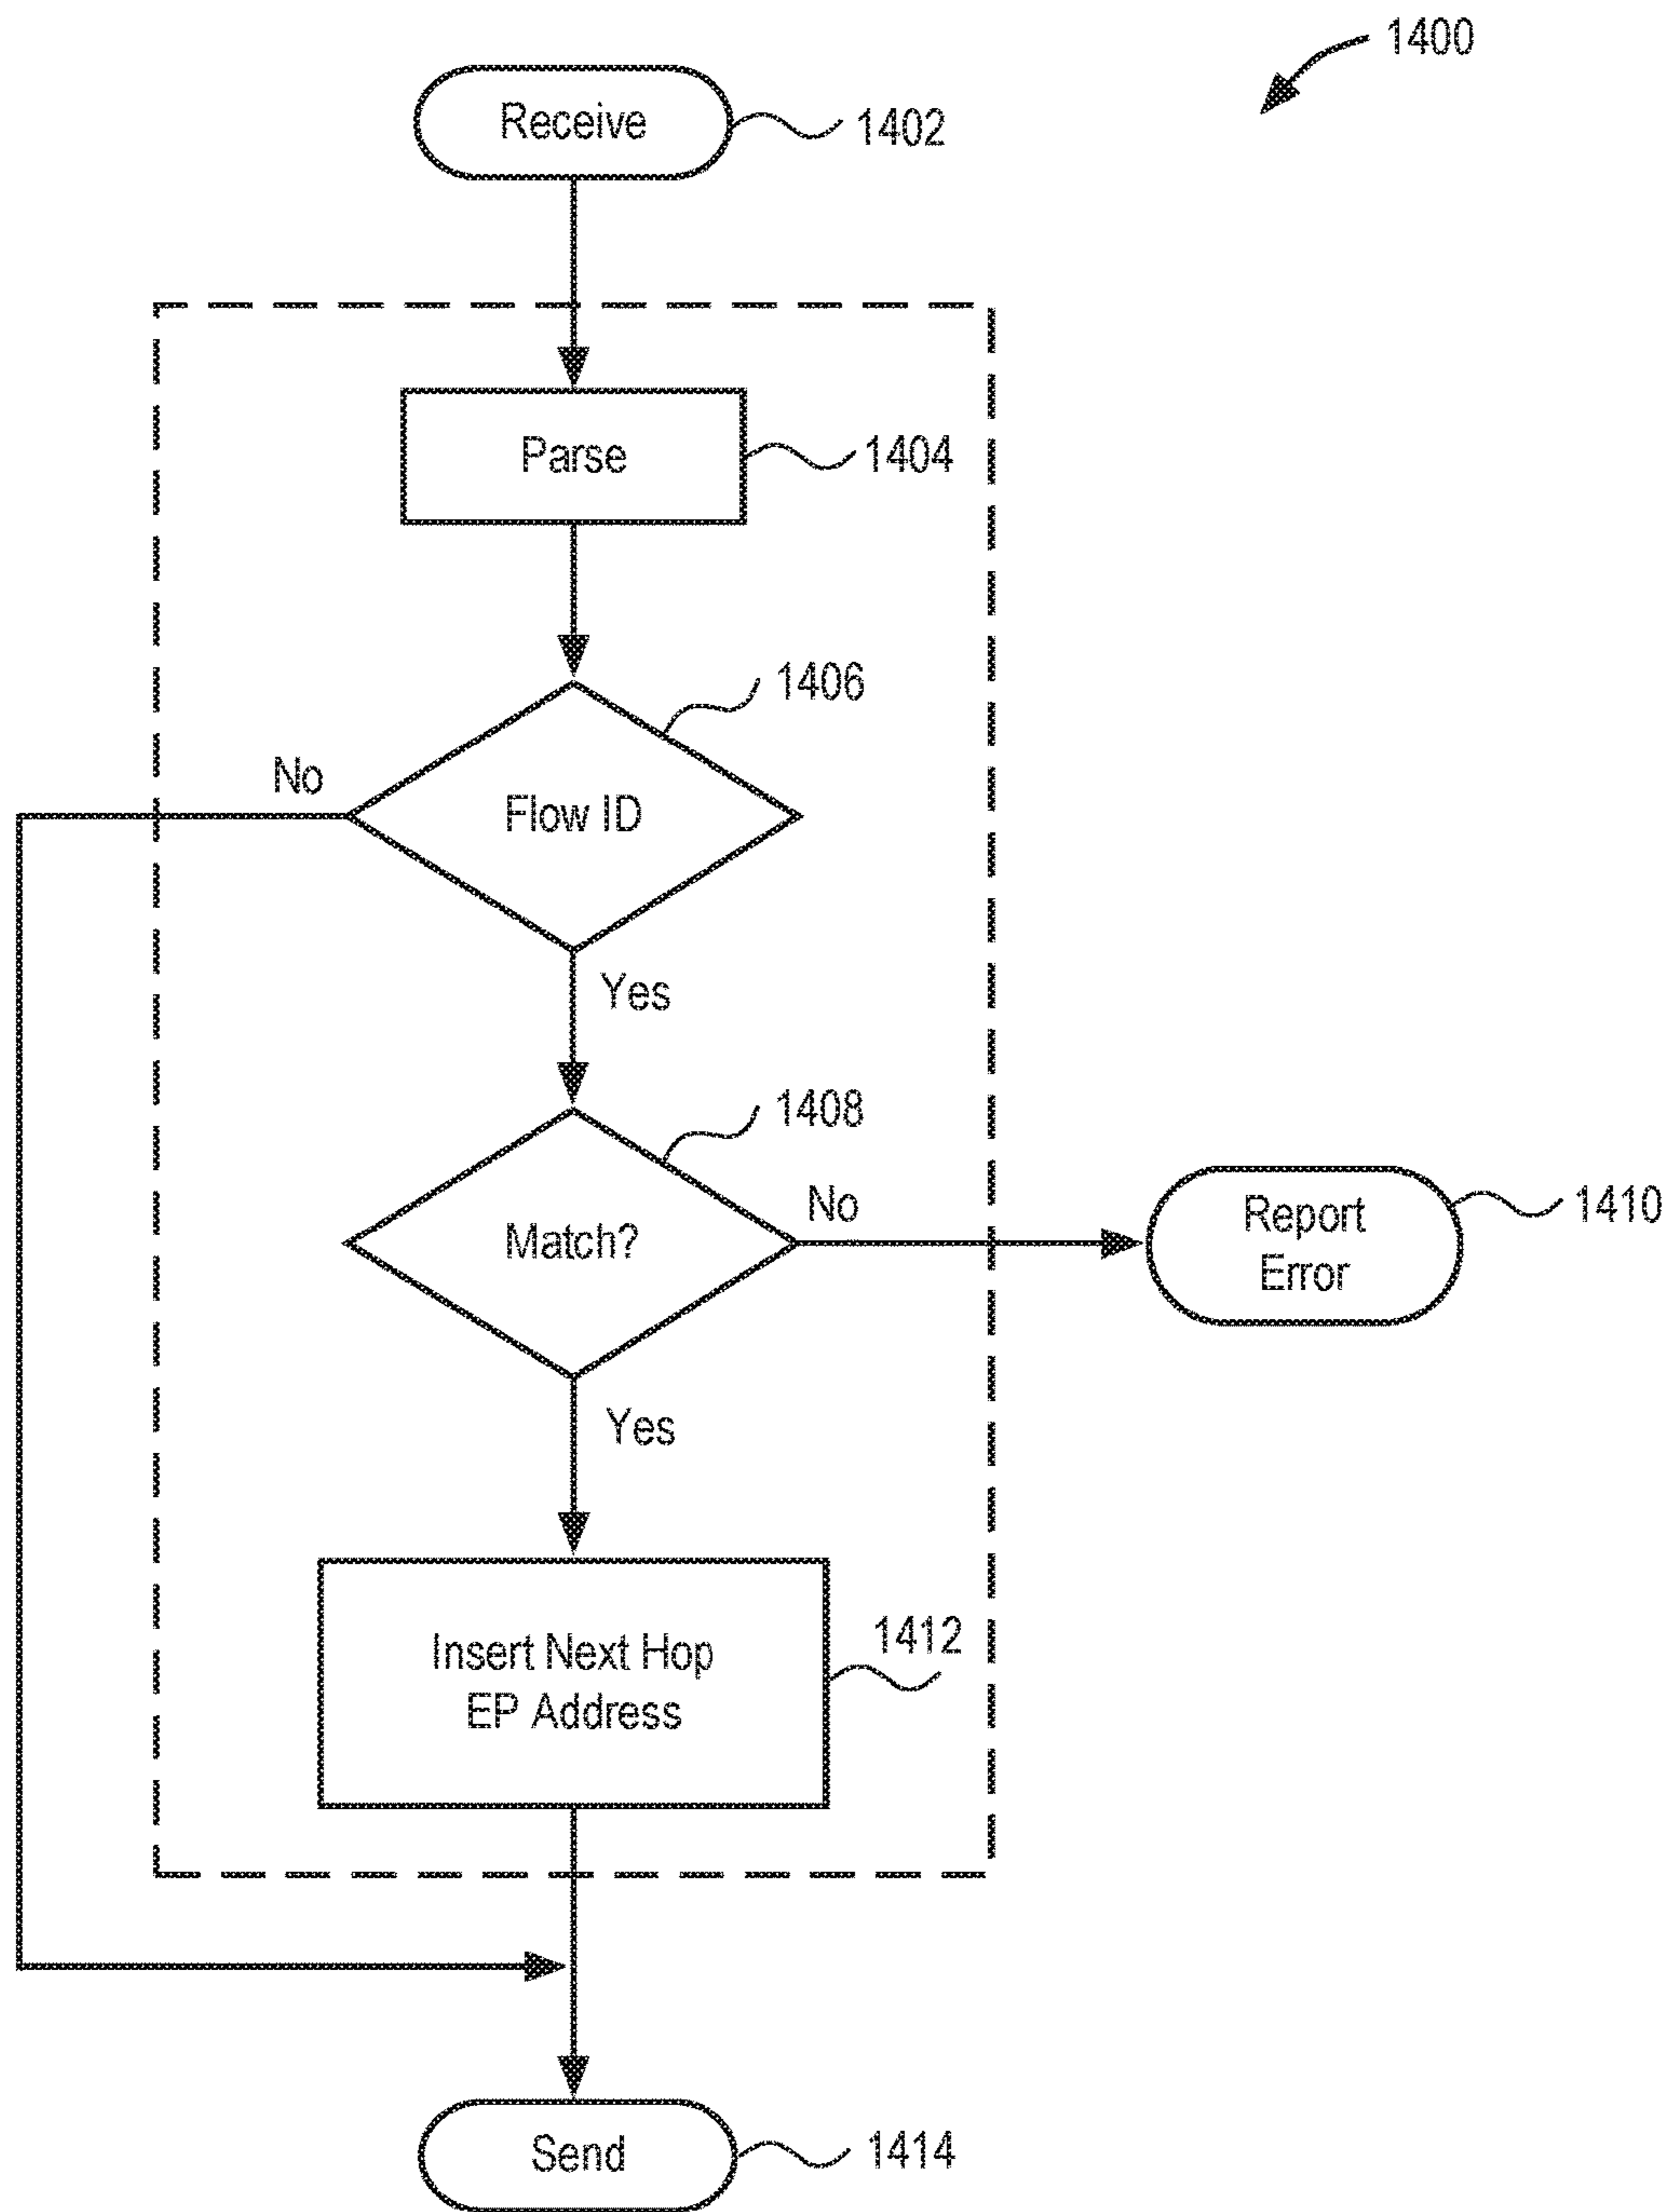 1400
Receive
1402
Parse
1404
1406
No
Flow ID
Yes
1408
No
Match?
Report
Error
1410
Yes
Insert Next Hop
EP Address
1412
Send
1414